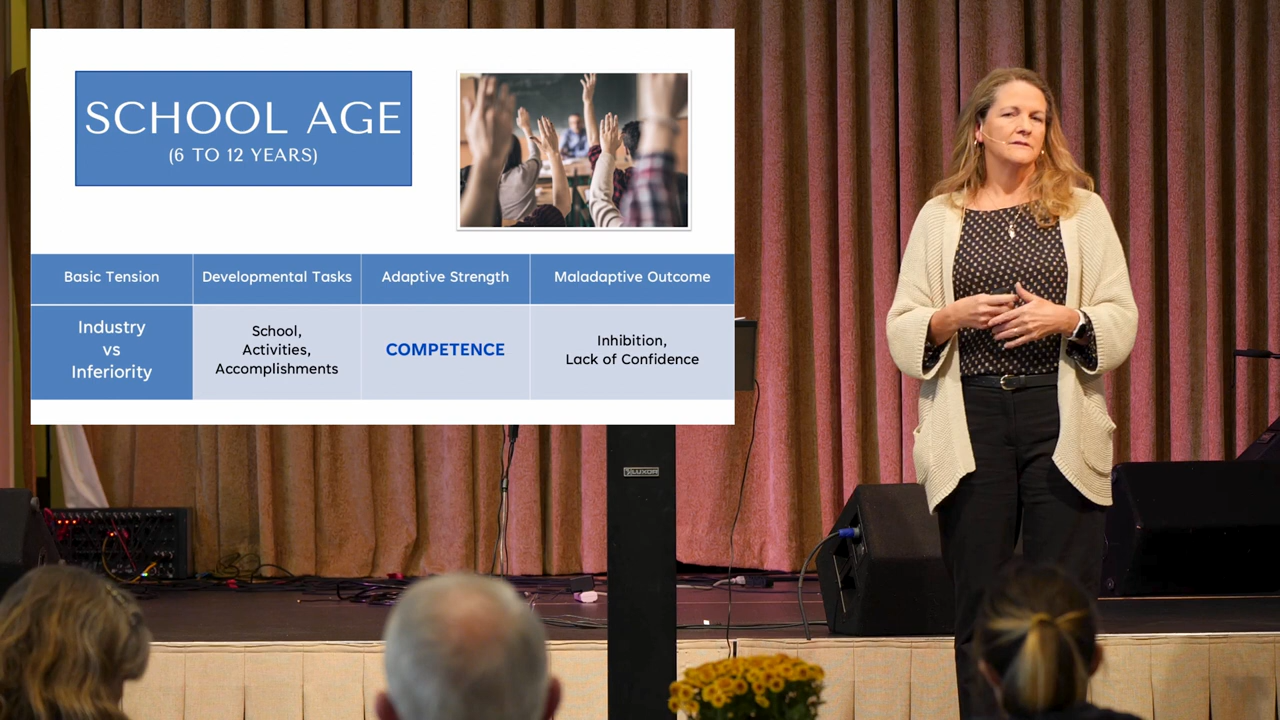 SCHOOL AGE
(6 TO 12 YEARS)
Basic Tension
Developmental Tasks
Adaptive Strength
Maladaptive Outcome
Industry
vs
Inferiority
School,
Activities,
Accomplishments
COMPETENCE
Inhibition,
Lack of Confidence
LUXOR